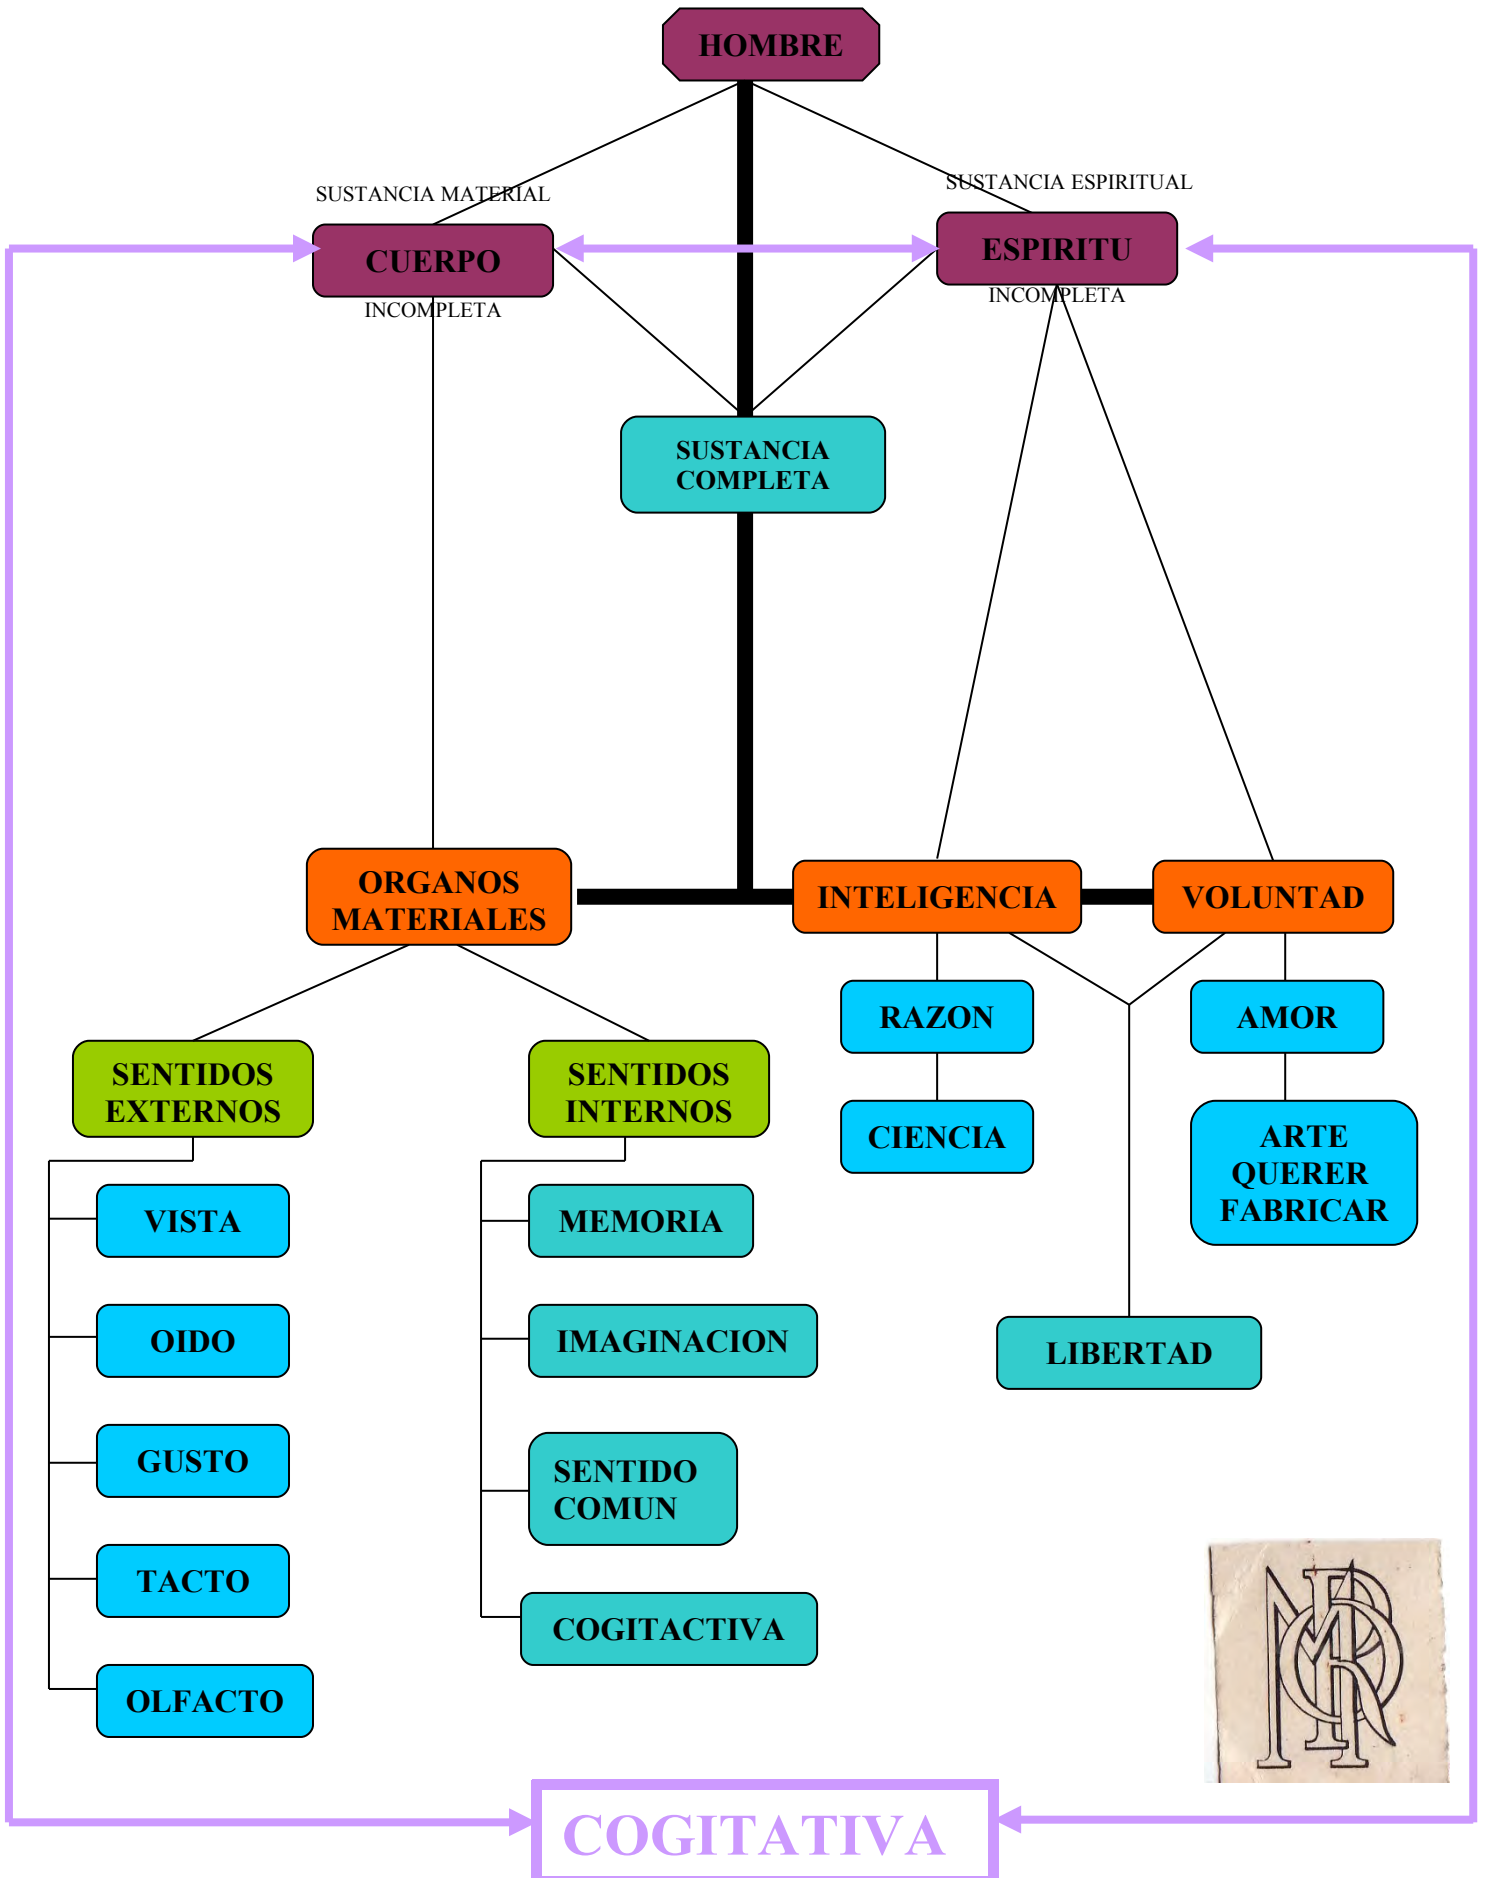 HOMBRE
SUSTANCIA MATERIAL
SUSTANCIA ESPIRITUAL
CUERPO
ESPIRITU
INCOMPLETA
INCOMPLETA
SUSTANCIA
COMPLETA
ORGANOS
MATERIALES
INTELIGENCIA
VOLUNTAD
RAZON
AMOR
CIENCIA
ARTE
QUERER
FABRICAR
LIBERTAD
SENTIDOS
EXTERNOS
VISTA
OIDO
GUSTO
TACTO
OLFACTO
SENTIDOS
INTERNOS
MEMORIA
IMAGINACION
SENTIDO
COMUN
COGITACTIVA
COGITATIVA